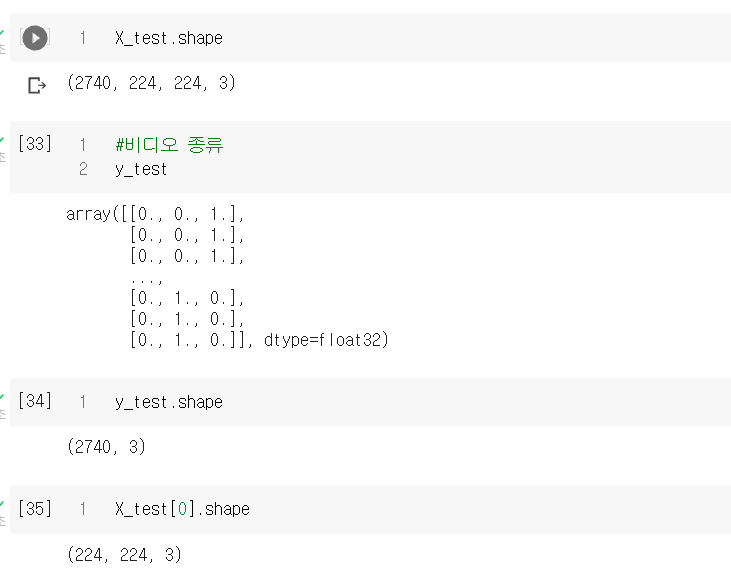 1 X_test.shape
(2740, 224, 224, 3)
[33] 1 #비디오 종류
2 y_test
array([[0., 0., 1.],
[0., 0., 1.],
[0., 0., 1.],
...,
[0., 1., 0.],
[0., 1., 0.],
[0., 1., 0.]], dtype=float32)
[34] 1 y_test.shape
(2740, 3)
[35] 1 X_test[0].shape
(224, 224, 3)